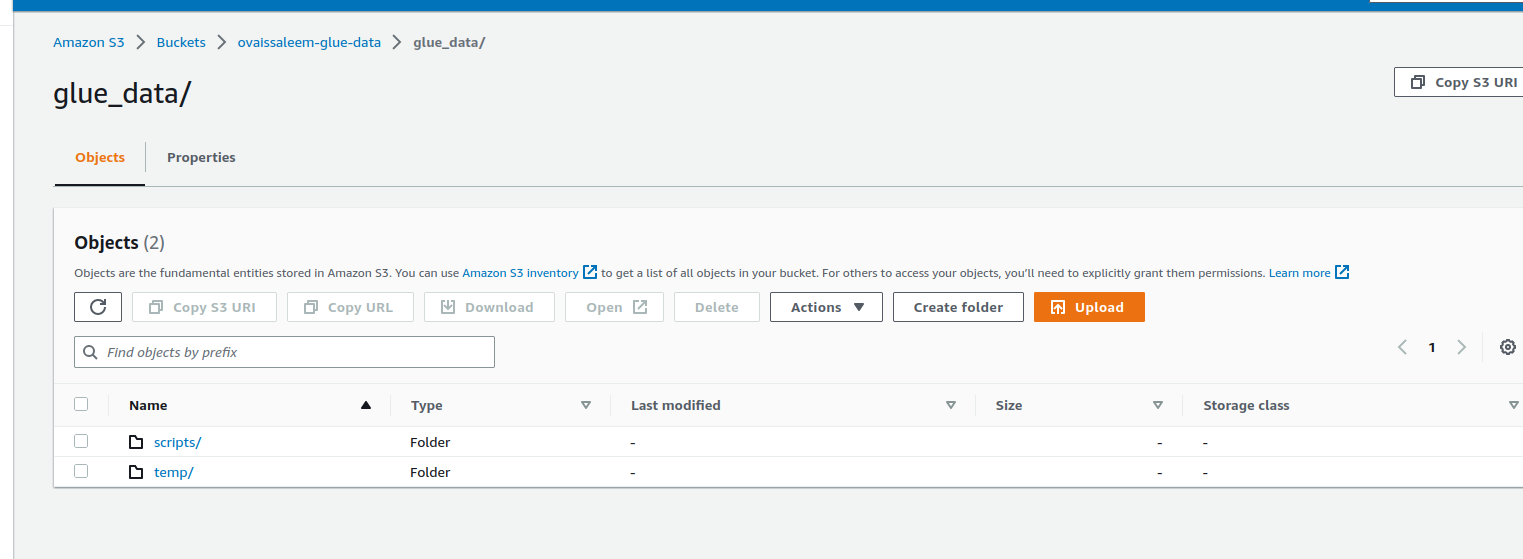 Amazon S3 > Buckets > ovaissaleem-glue-data > glue_data/
glue_data/
Copy S3 URI
Objects Properties
Objects (2)
Objects are the fundamental entities stored in Amazon S3. You can use Amazon S3 inventory to get a list of all objects in your bucket. For others to access your objects, you'll need to explicitly grant them permissions. Learn more
Copy S3 URI Copy URL Download Open Delete Actions Create folder Upload
Find objects by prefix
1
Name Type Last modified Size Storage class
scripts/ Folder - - -
temp/ Folder - - -